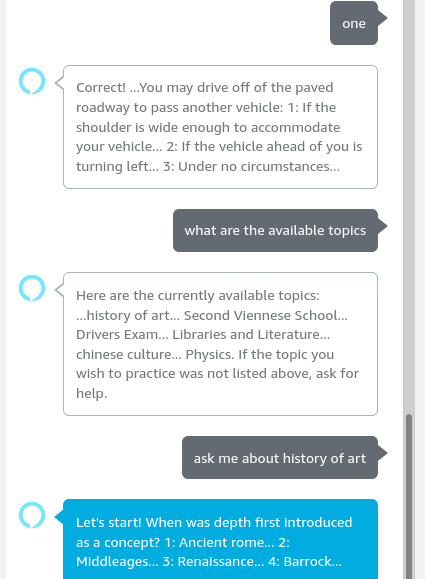 one
Correct! ...You may drive off of the paved
roadway to pass another vehicle: 1: If the
shoulder is wide enough to accommodate
your vehicle... 2: If the vehicle ahead of you is
turning left... 3: Under no circumstances...
what are the available topics
Here are the currently available topics:
...history of art... Second Viennese School...
Drivers Exam... Libraries and Literature...
chinese culture... Physics. If the topic you
wish to practice was not listed above, ask for
help.
ask me about history of art
Let's start! When was depth first introduced
as a concept? 1: Ancient rome... 2:
Middleages... 3: Renaissance... 4: Barrock...